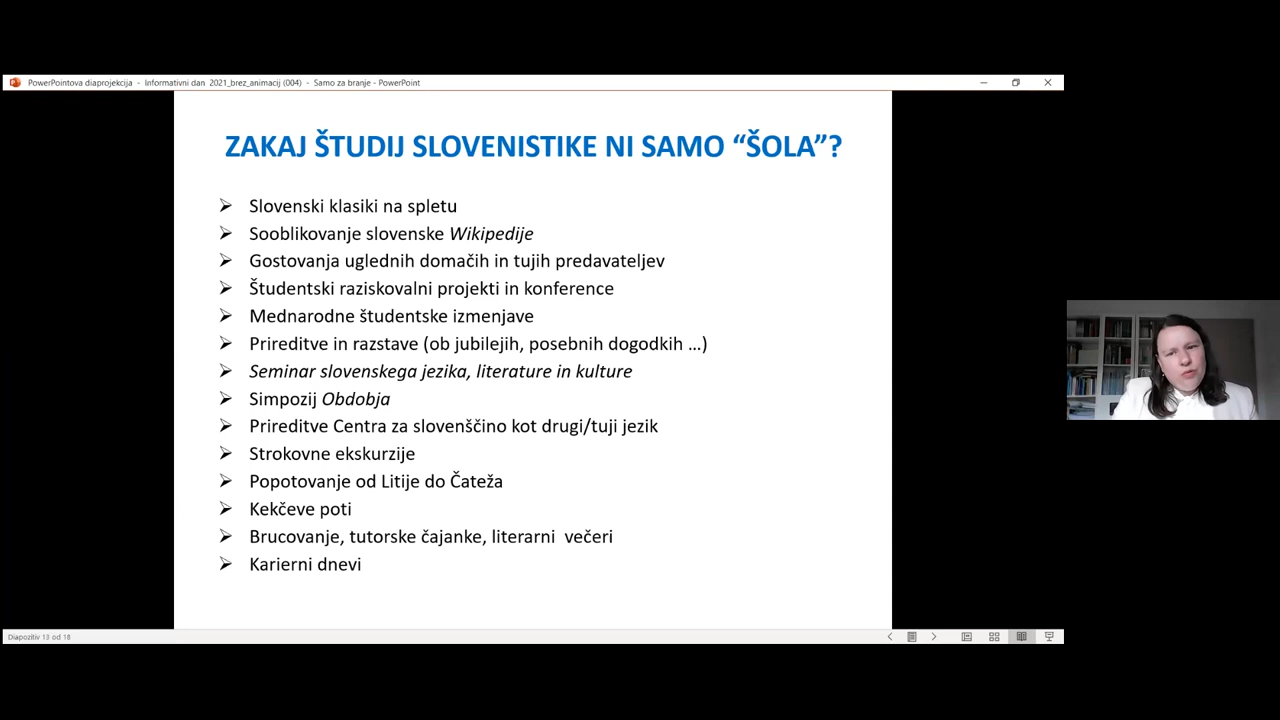 PowerPointova diaprojekcija - Informativni dan 2021_brez_animacij (004) - Samo za branje - PowerPoint
ZAKAJ ŠTUDIJ SLOVENISTIKE NI SAMO “ŠOLA”?
Slovenski klasiki na spletu
Sooblikovanje slovenske Wikipedije
Gostovanja uglednih domačih in tujih predavateljev
Študentski raziskovalni projekti in konference
Mednarodne študentske izmenjave
Prireditve in razstave (ob jubilejih, posebnih dogodkih …)
Seminar slovenskega jezika, literature in kulture
Simpozij Obdobja
Prireditve Centra za slovenščino kot drugi/tuji jezik
Strokovne ekskurzije
Popotovanje od Litije do Čateža
Kekčeve poti
Brucovanje, tutorske čajanke, literarni  večeri
Karierni dnevi
Diapozitiv 13 od 18